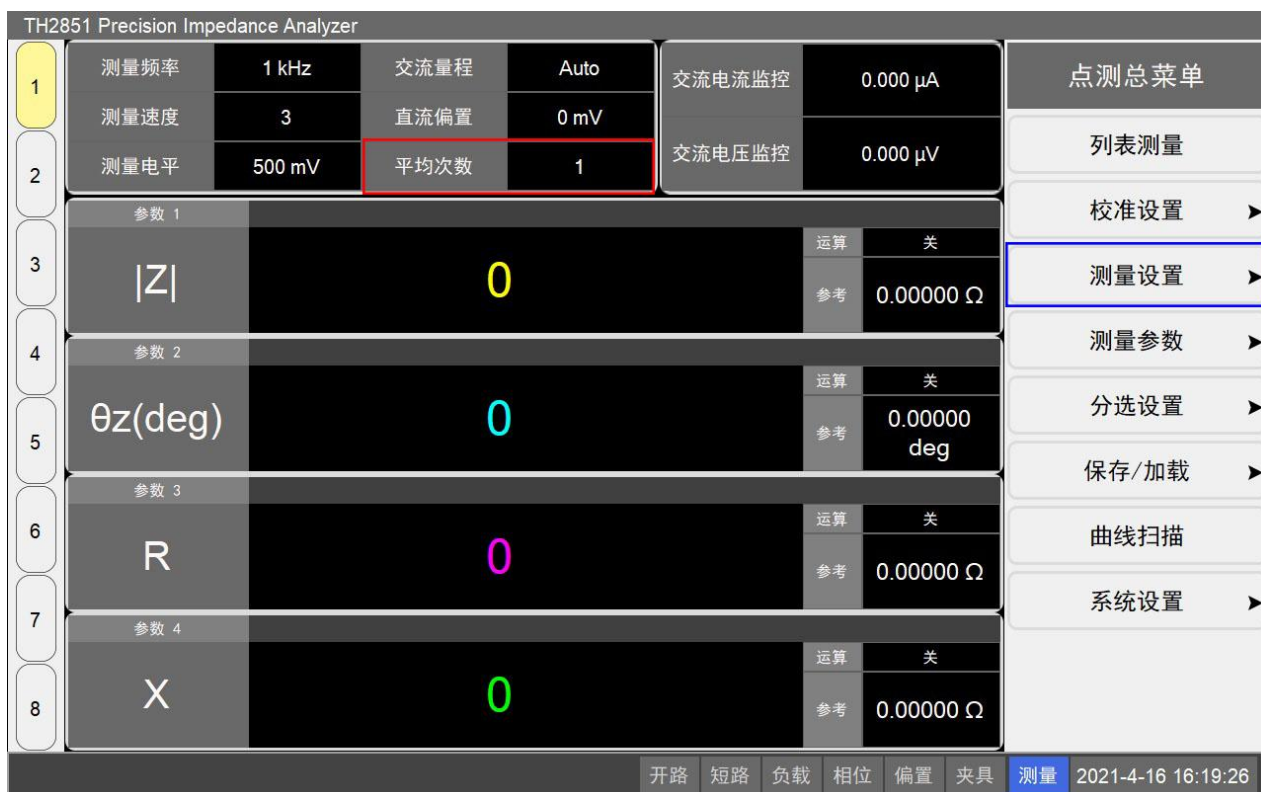 TH2851 Precision Impedance Analyzer
1
2
3
4
5
6
7
8
测量频率 1 kHz 交流量程 Auto
测量速度 3 直流偏置 0 mV
测量电平 500 mV 平均次数 1
交流电流监控 0.000 μA
交流电压监控 0.000 μV
参数 1
|Z| 0
运算 关
参考 0.00000 Ω
参数 2
θz(deg) 0
运算 关
参考 0.00000
deg
参数 3
R 0
运算 关
参考 0.00000 Ω
参数 4
X 0
运算 关
参考 0.00000 Ω
点测总菜单
列表测量
校准设置
测量设置
测量参数
分选设置
保存/加载
曲线扫描
系统设置
开路 短路 负载 相位 偏置 夹具 测量 2021-4-16 16:19:26